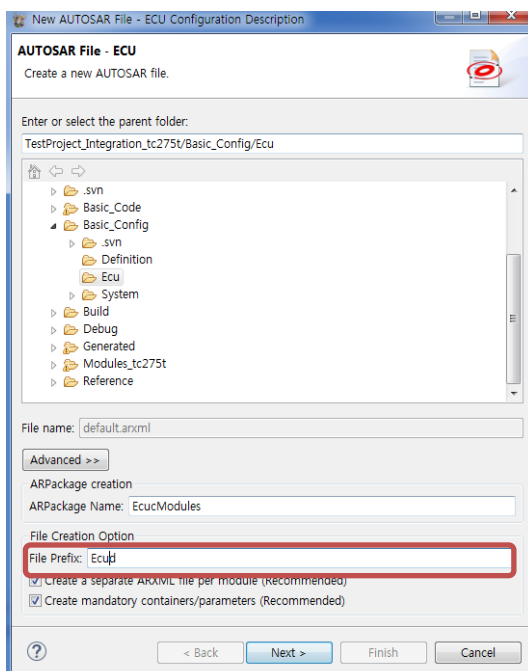 New AUTOSAR File - ECU Configuration Description
AUTOSAR File - ECU
Create a new AUTOSAR file.
Enter or select the parent folder:
TestProject_Integration_tc275t/Basic_Config/Ecu
.svn
Basic_Code
Basic_Config
.svn
Definition
Ecu
System
Build
Debug
Generated
Modules_tc275t
Reference
File name: default.arxml
Advanced >>
ARPackage creation
ARPackage Name: EcucModules
File Creation Option
File Prefix: Ecud
Create a separate ARXML file per module (Recommended)
Create mandatory containers/parameters (Recommended)
? < Back Next > Finish Cancel